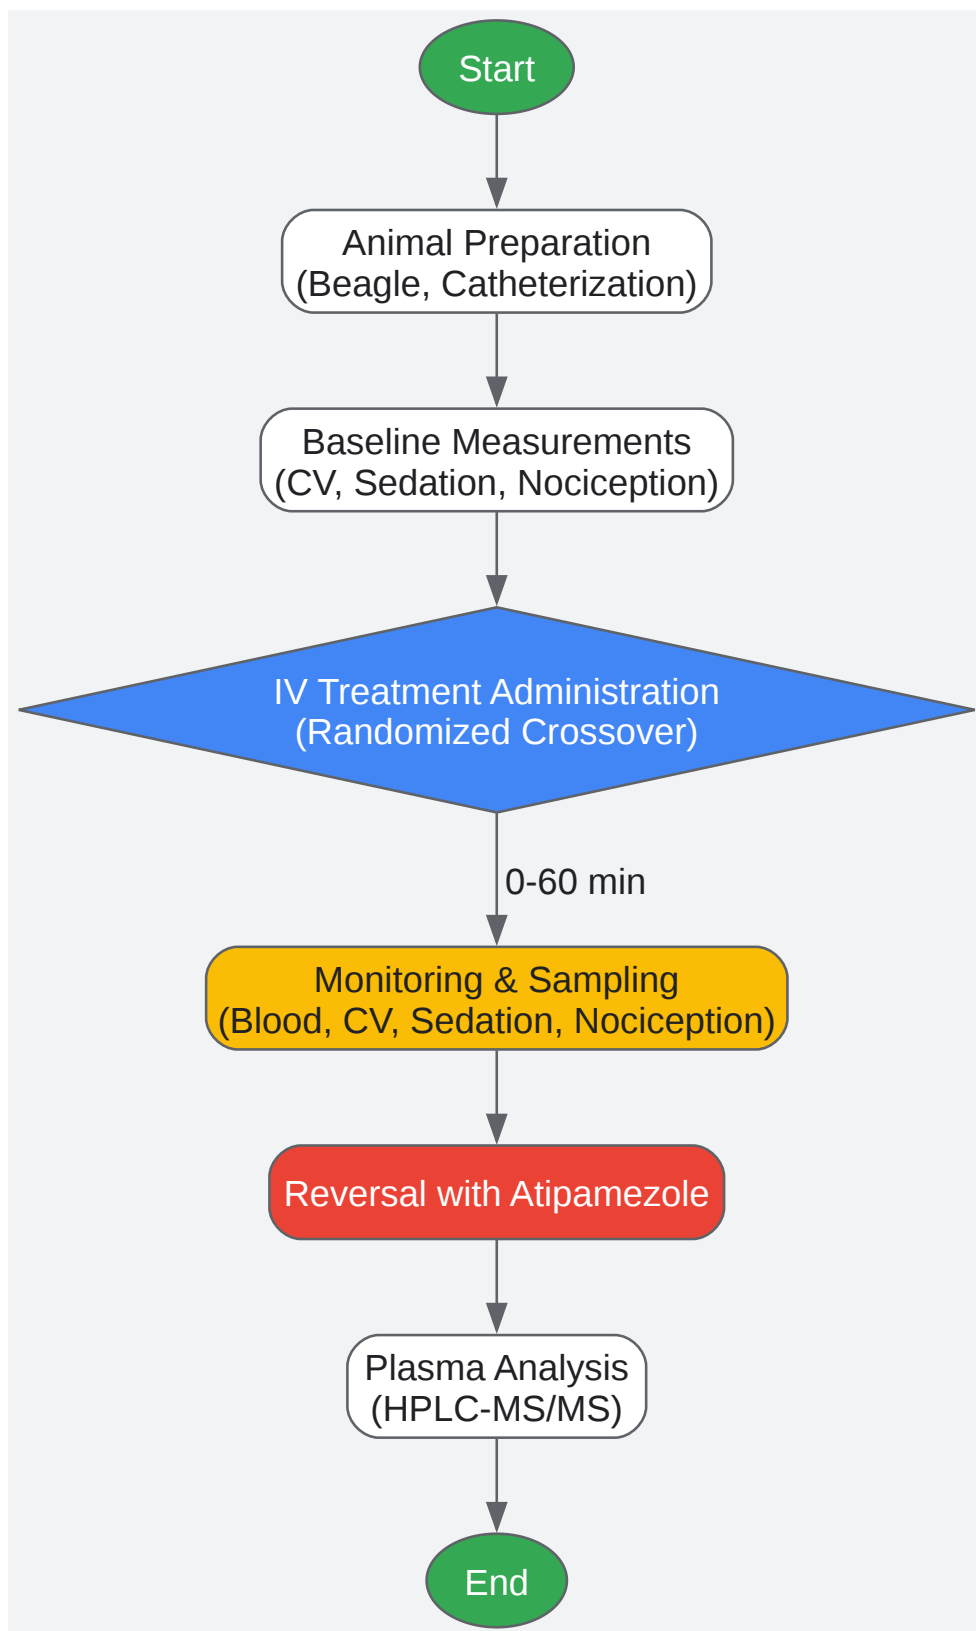 Start
Animal Preparation
(Beagle, Catheterization)
Baseline Measurements
(CV, Sedation, Nociception)
IV Treatment Administration
(Randomized Crossover)
0-60 min
Monitoring & Sampling
(Blood, CV, Sedation, Nociception)
Reversal with Atipamezole
Plasma Analysis
(HPLC-MS/MS)
End